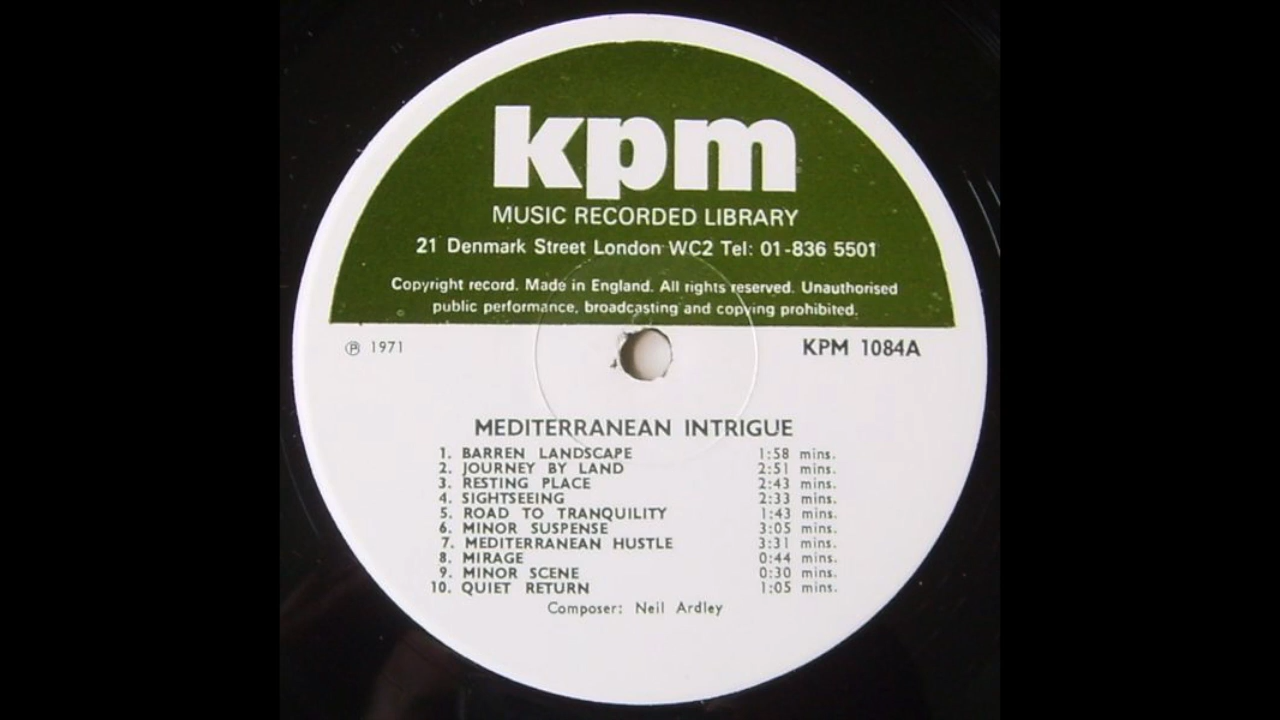 kpm
MUSIC RECORDED LIBRARY
21 Denmark Street London WC2 Tel: 01-836 5501
Copyright record. Made in England. All rights reserved. Unauthorised
public performance, broadcasting and copying prohibited.
℗ 1971 KPM 1084A
MEDITERRANEAN INTRIGUE
1. BARREN LANDSCAPE 1:58 mins.
2. JOURNEY BY LAND 2:51 mins.
3. RESTING PLACE 2:43 mins.
4. SIGHTSEEING 2:33 mins.
5. ROAD TO TRANQUILITY 1:43 mins.
6. MINOR SUSPENSE 3:05 mins.
7. MEDITERRANEAN HUSTLE 3:31 mins.
8. MIRAGE 0:44 mins.
9. MINOR SCENE 0:30 mins.
10. QUIET RETURN 1:05 mins.
Composer: Neil Ardley